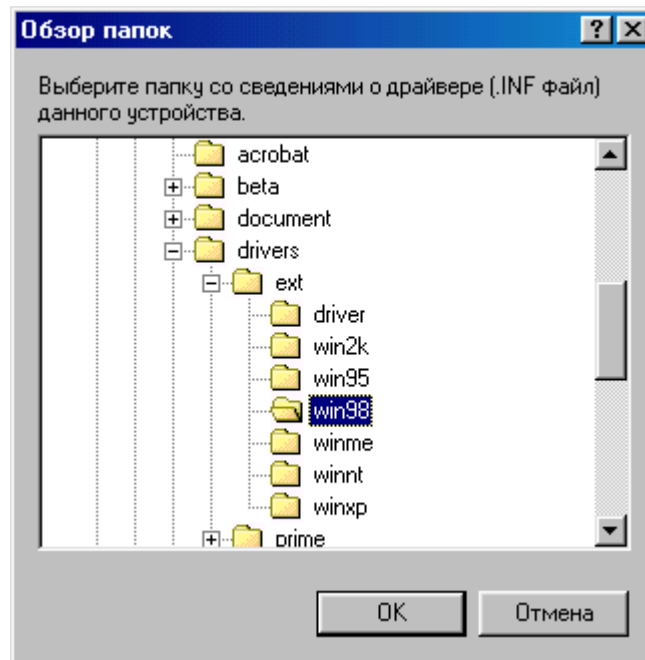 Обзор папок
Выберите папку со сведениями о драйвере (.INF файл)
данного устройства.
acrobat
beta
document
drivers
ext
driver
win2k
win95
win98
winme
winnt
winxp
prime
OK
Отмена